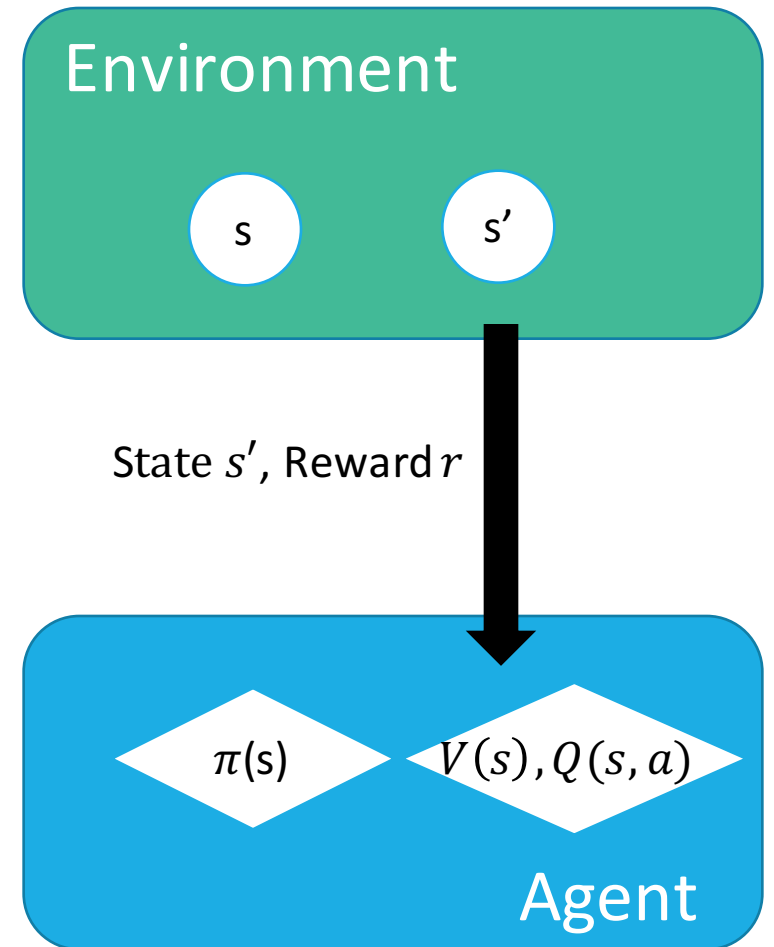 Environment
s
s’
State s′, Reward r
π(s)
V(s), Q(s, a)
Agent